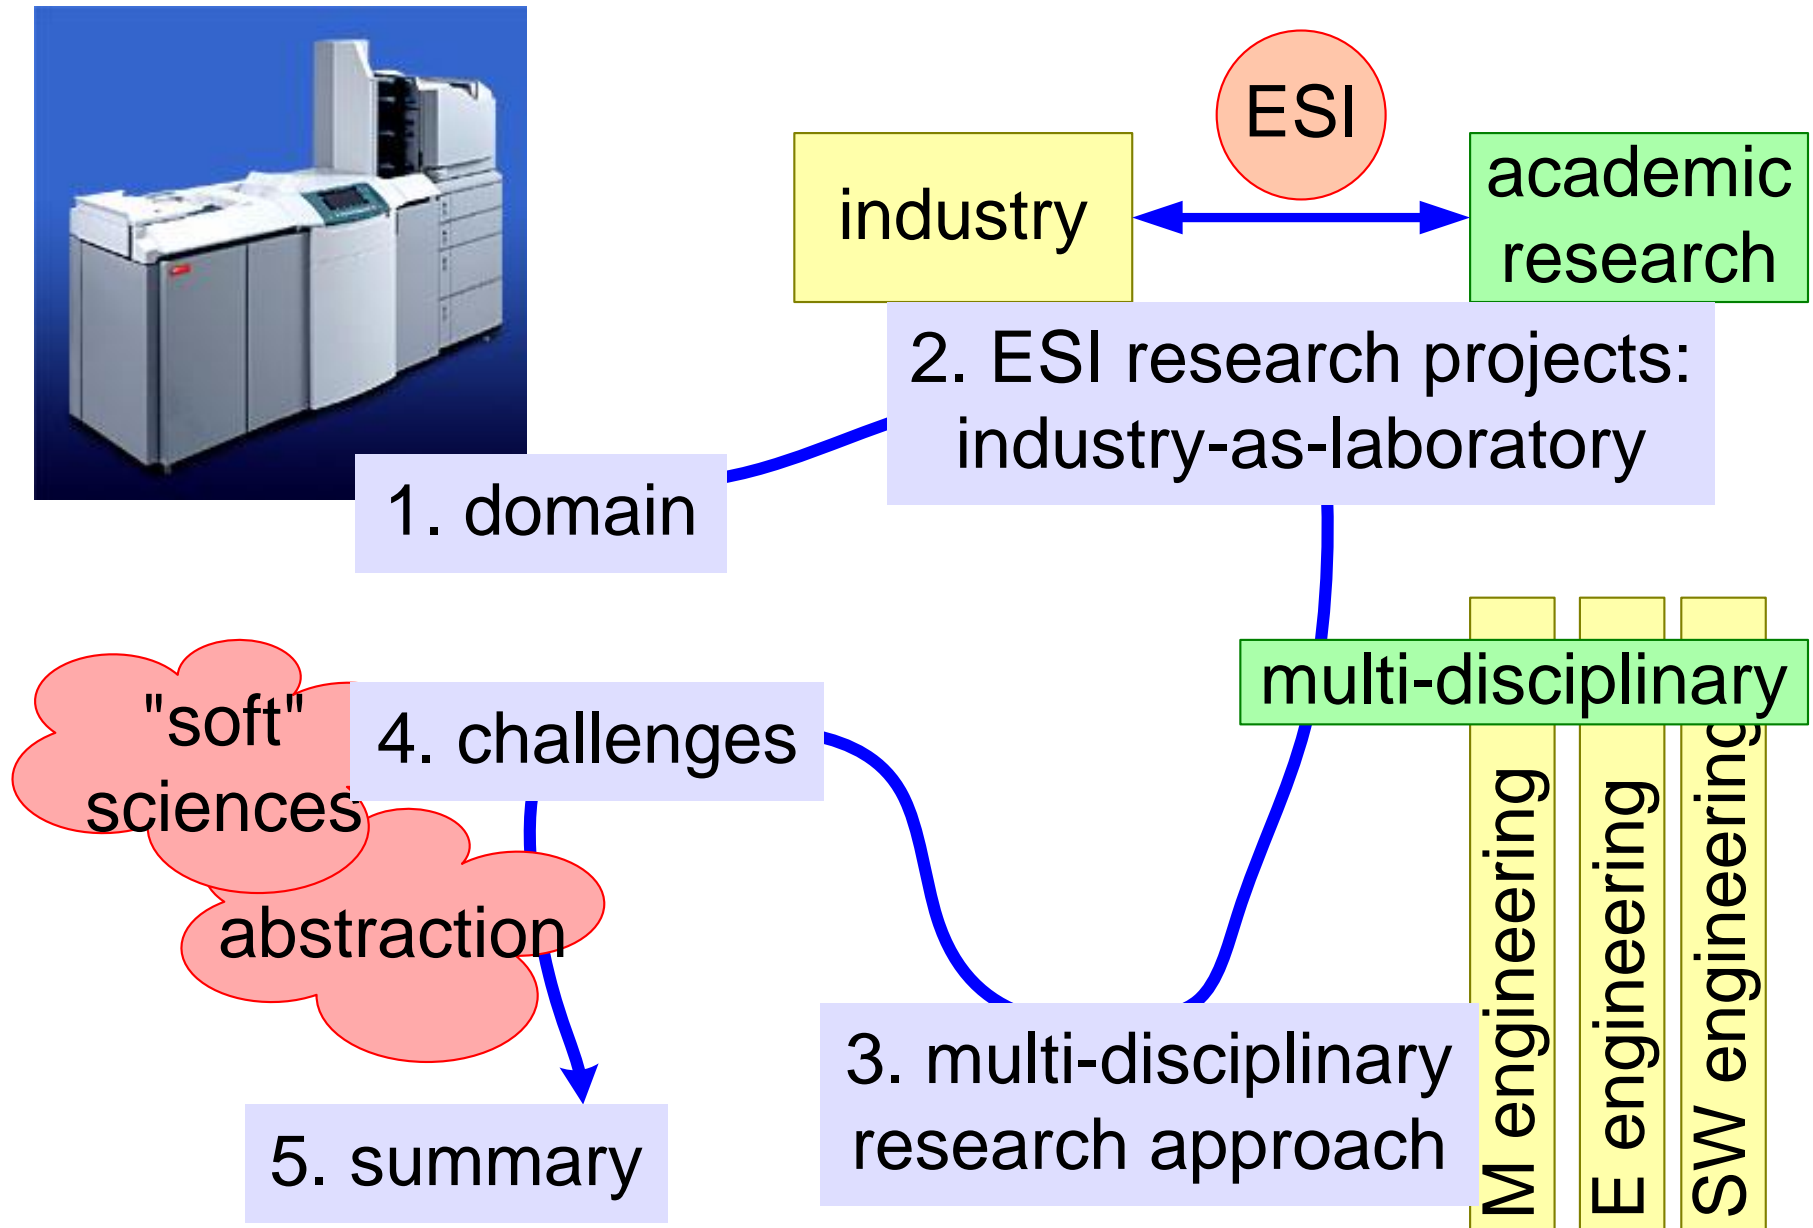 ESI
industry
academic
research
2. ESI research projects:
industry-as-laboratory
1. domain
multi-disciplinary
M engineering
E engineering
SW engineering
"soft"
sciences
4. challenges
abstraction
3. multi-disciplinary
research approach
5. summary